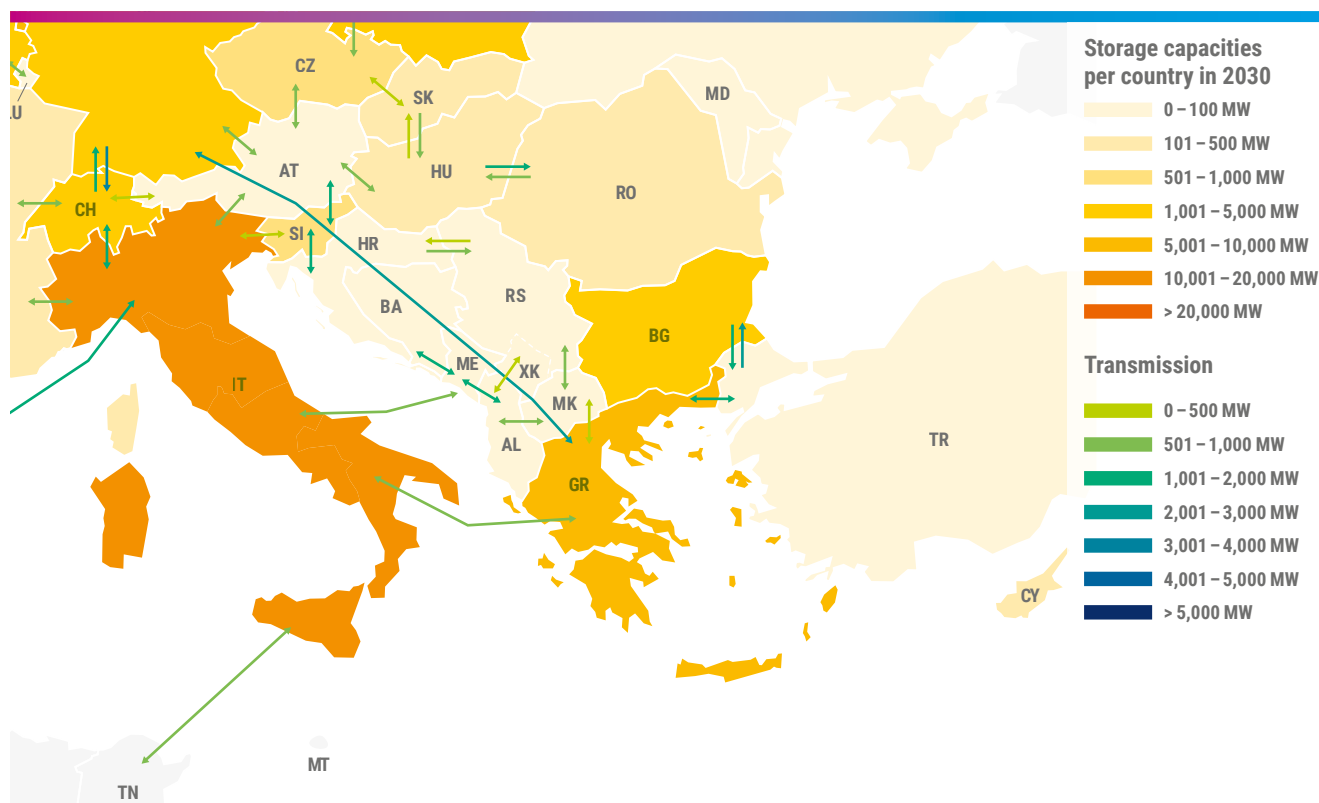 CZ
SK
MD
LU
AT
HU
RO
CH
SI
HR
BA
RS
BG
ME
XK
IT
MK
AL
TR
GR
CY
MT
TN
Storage capacities
per country in 2030
0 – 100 MW
101 – 500 MW
501 – 1,000 MW
1,001 – 5,000 MW
5,001 – 10,000 MW
10,001 – 20,000 MW
> 20,000 MW
Transmission
0 – 500 MW
501 – 1,000 MW
1,001 – 2,000 MW
2,001 – 3,000 MW
3,001 – 4,000 MW
4,001 – 5,000 MW
> 5,000 MW